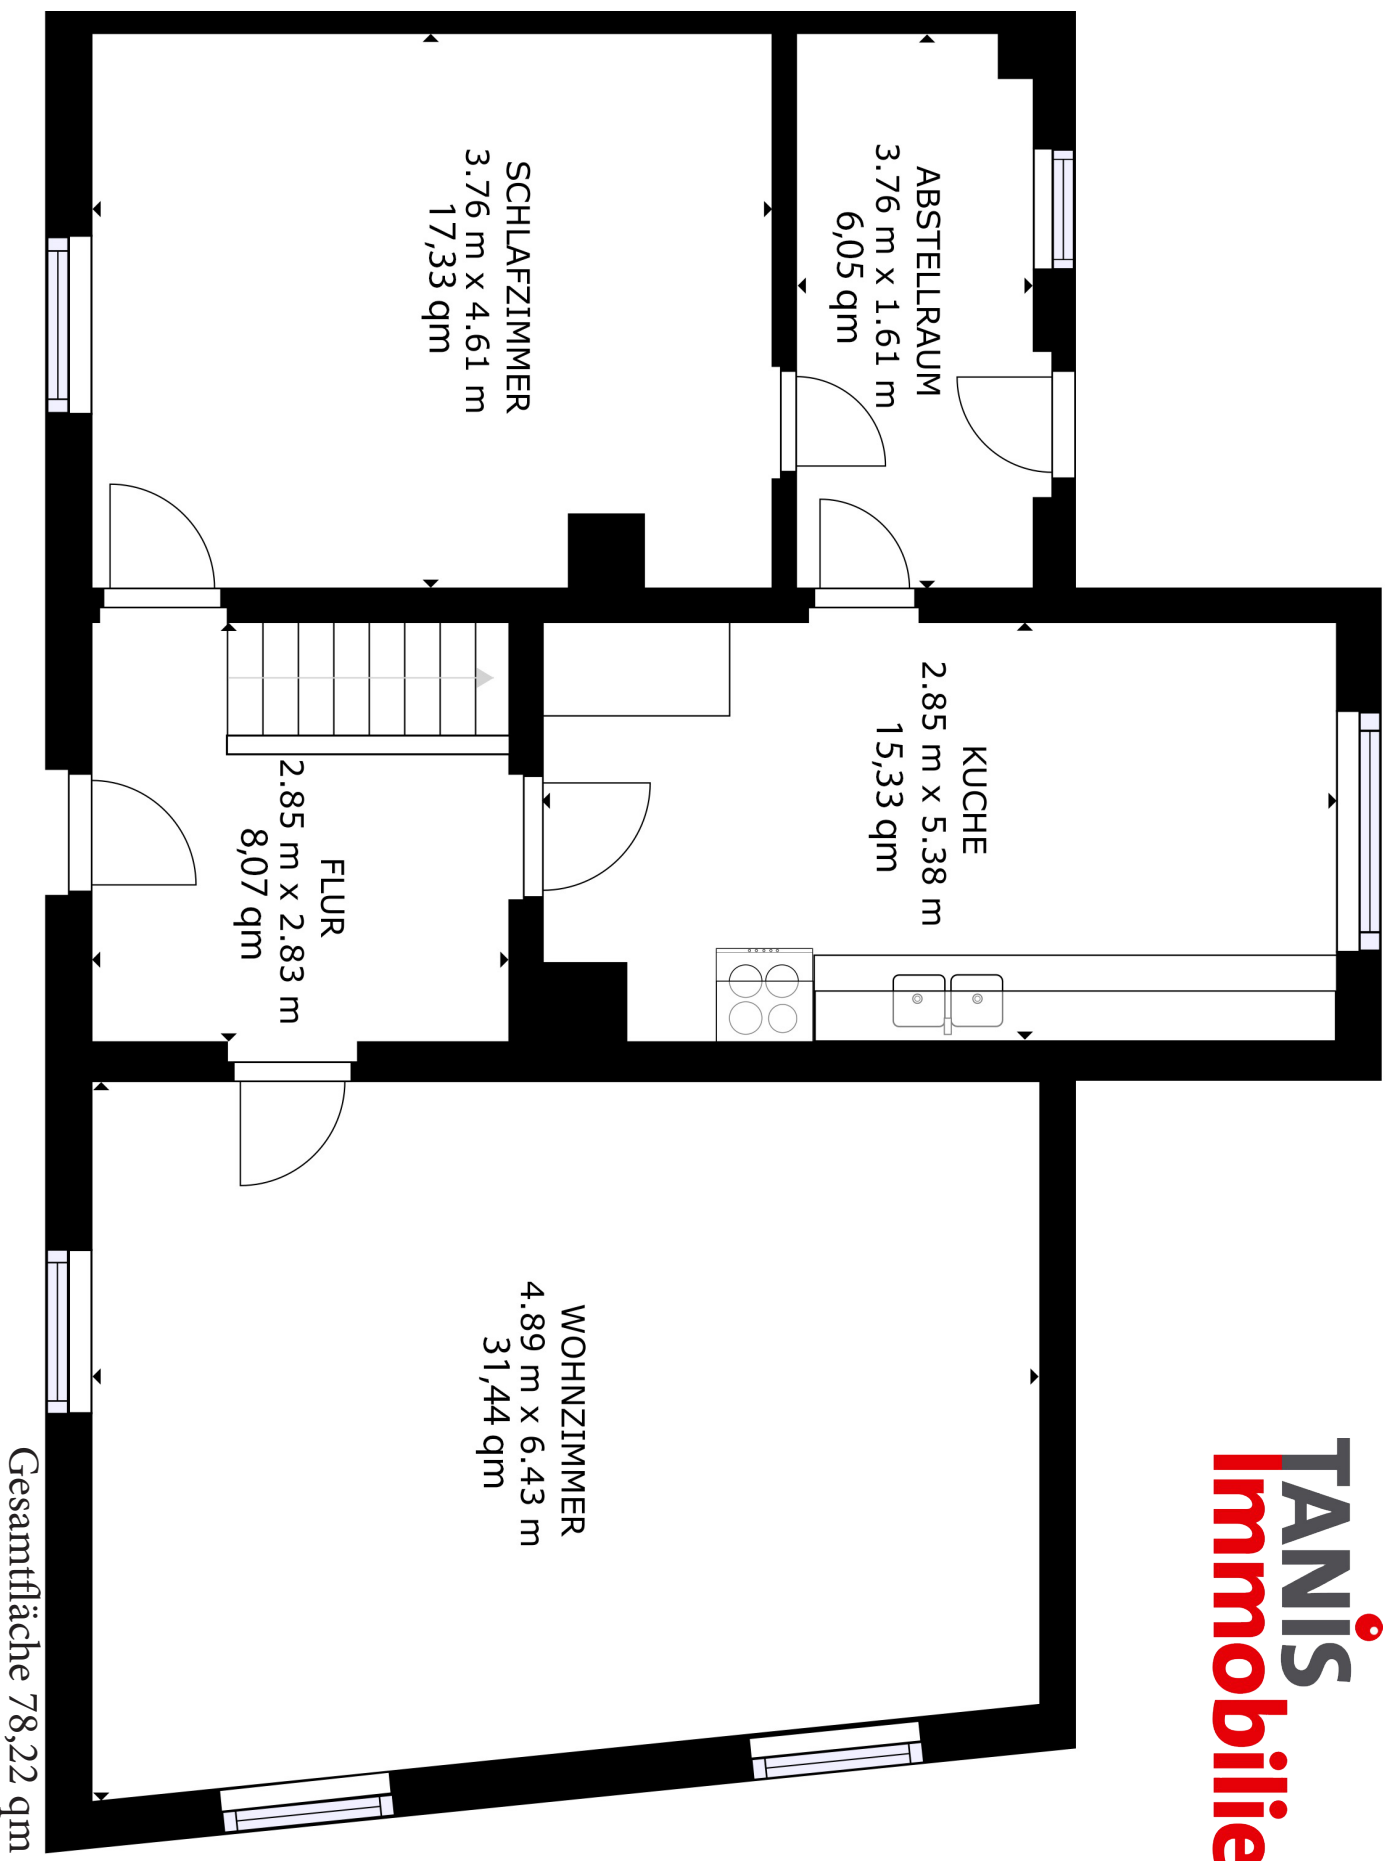 ABSTELLRAUM
3.76 m x 1.61 m
6,05 qm
SCHLAFZIMMER
3.76 m x 4.61 m
17,33 qm
KUCHE
2.85 m x 5.38 m
15,33 qm
FLUR
2.85 m x 2.83 m
8,07 qm
WOHNZIMMER
4.89 m x 6.43 m
31,44 qm
TANiS
Immobilie
Gesamtfläche 78,22 qm